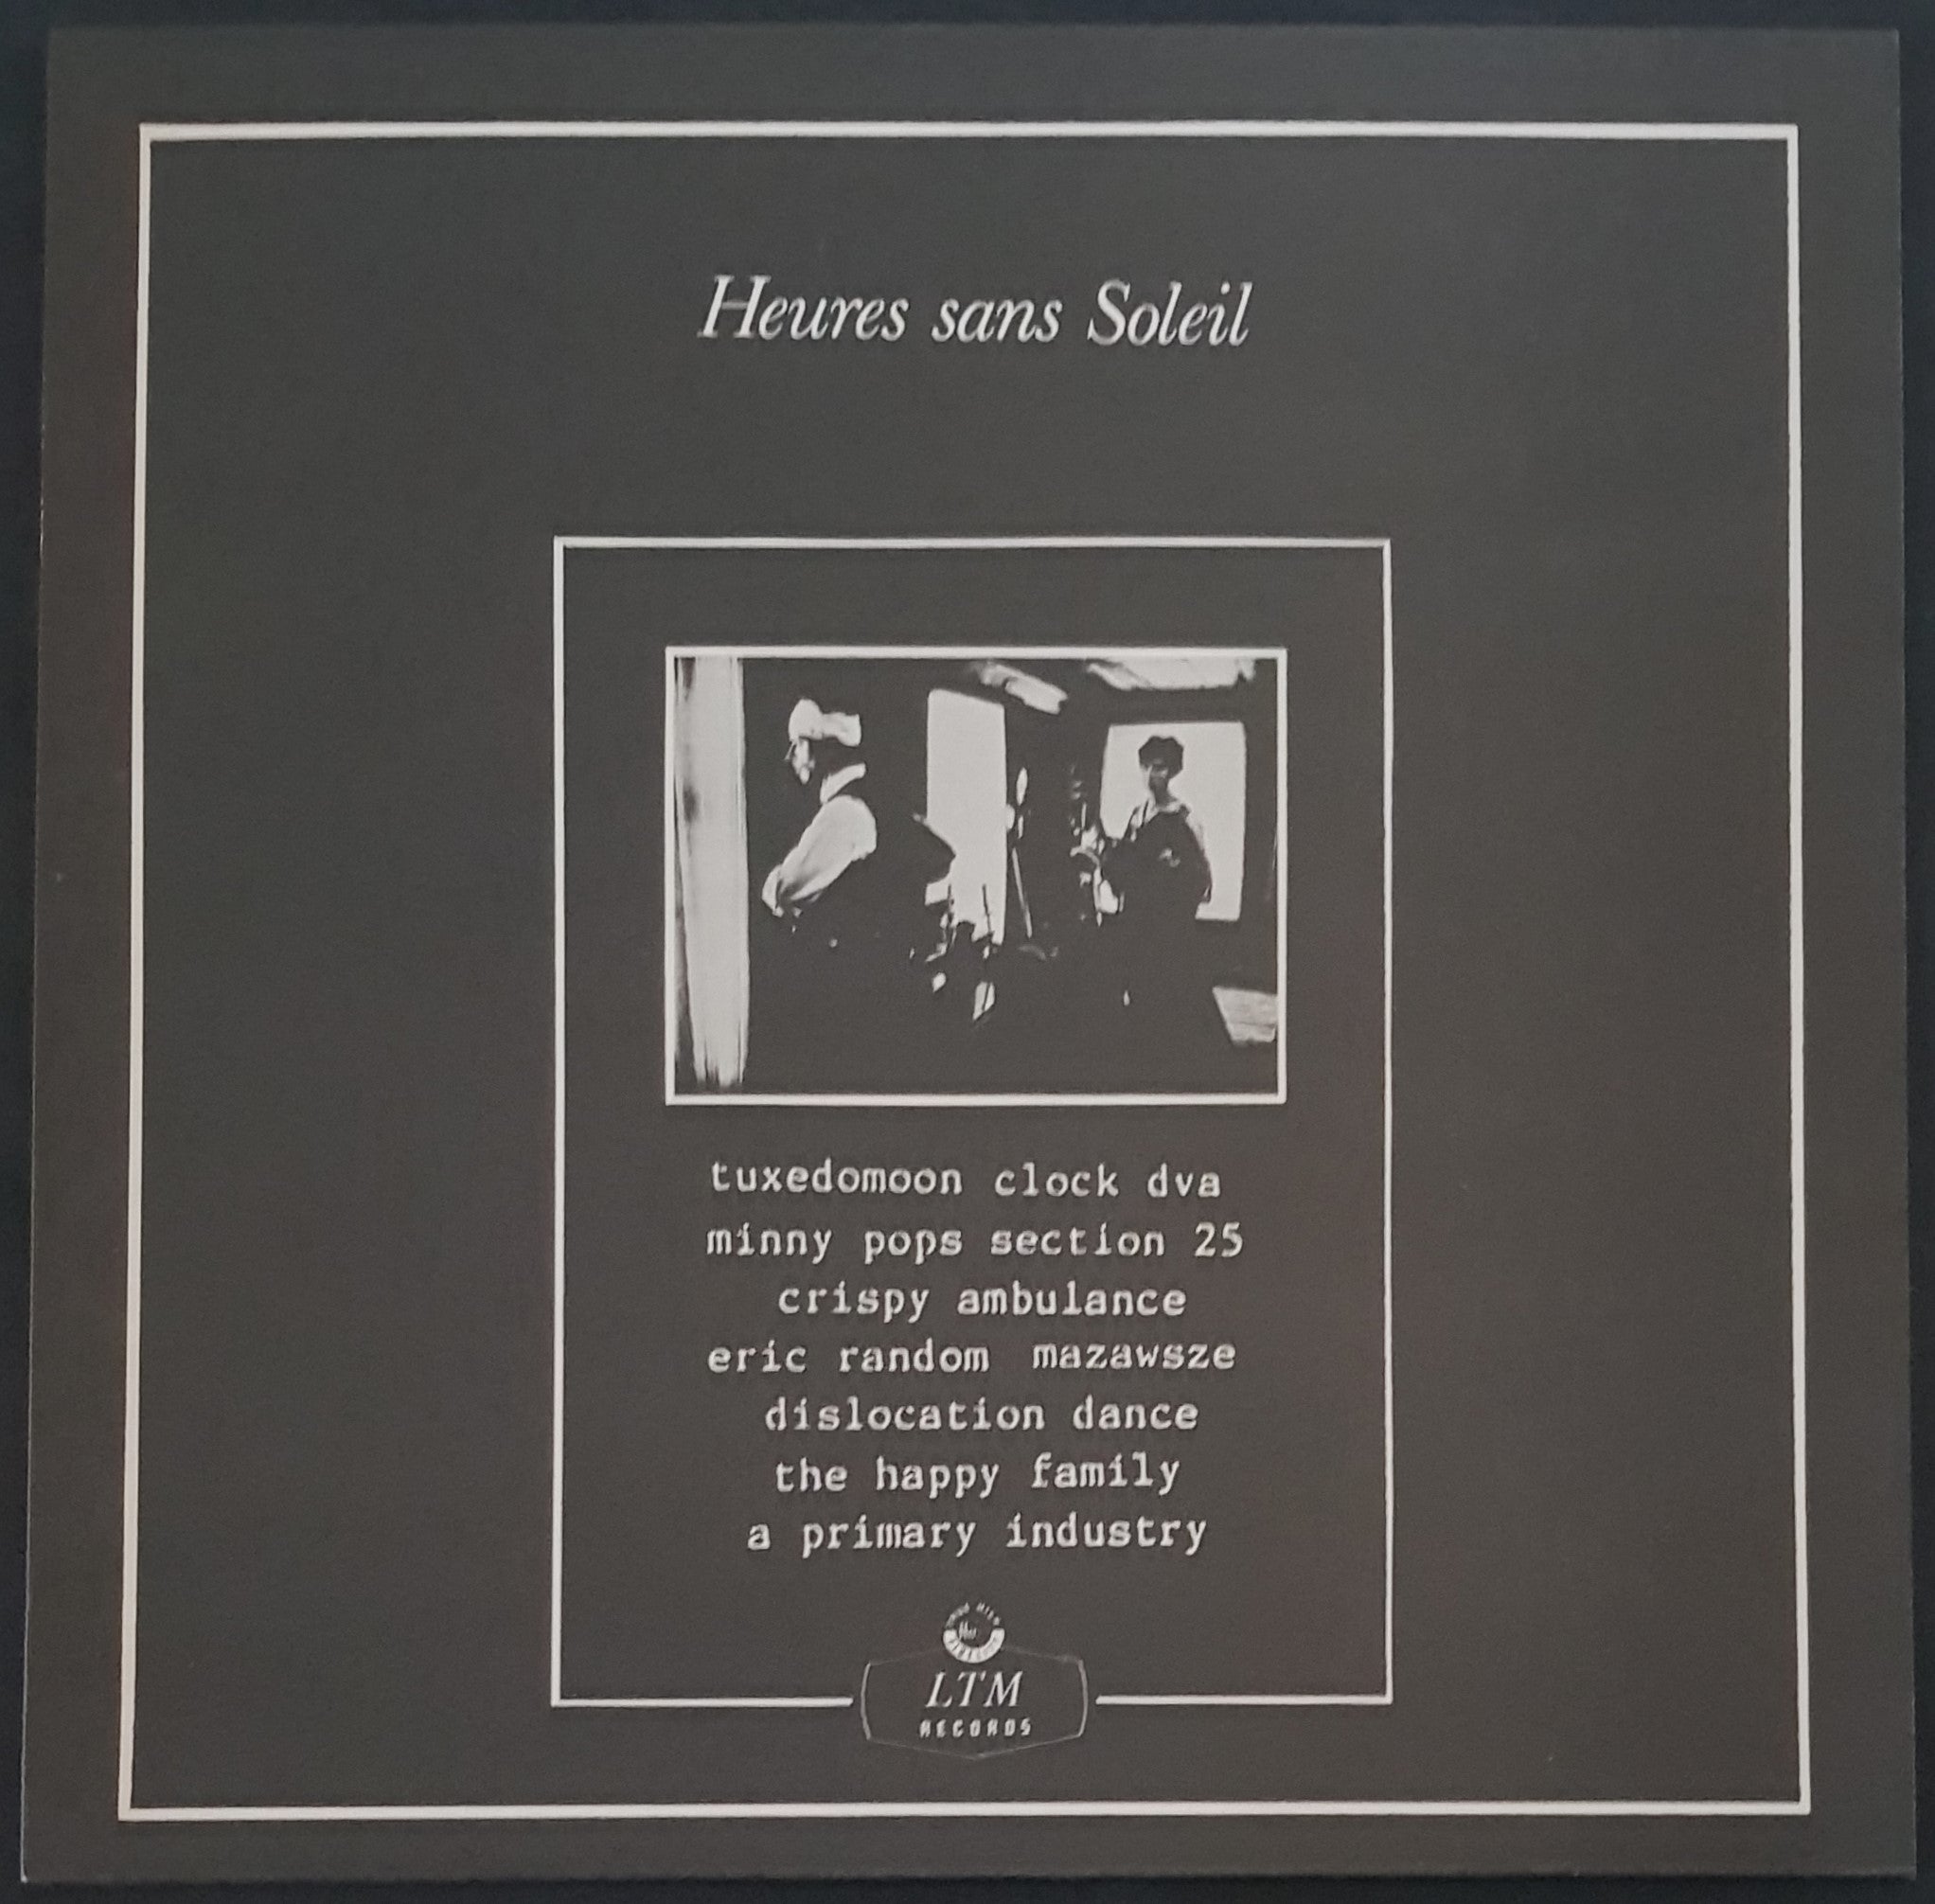 Heures sans Soleil
tuxedomoon clock dva
minny pops section 25
crispy ambulance
eric random mazawsze
dislocation dance
the happy family
a primary industry
LTM
RECORDS